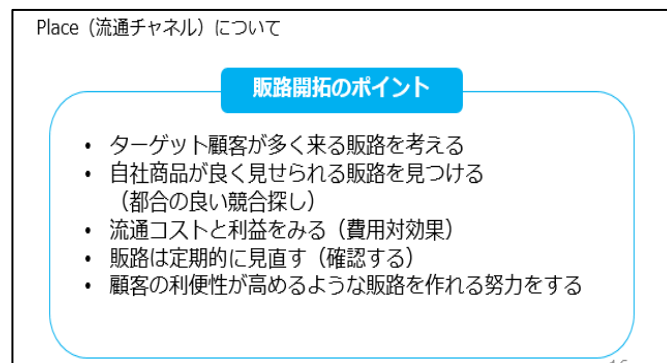 Place（流通チャネル）について
販路開拓のポイント
• ターゲット顧客が多く来る販路を考える
• 自社商品が良く見せられる販路を見つける
（都合の良い競合探し）
• 流通コストと利益をみる（費用対効果）
• 販路は定期的に見直す（確認する）
• 顧客の利便性が高めるような販路を作れる努力をする